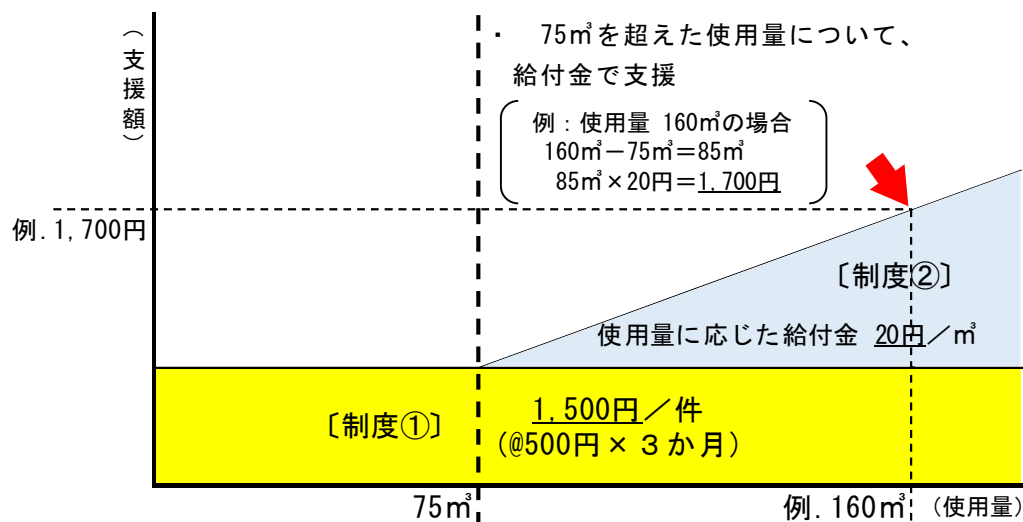 （支援額）
・ 75㎥を超えた使用量について、
給付金で支援
例：使用量 160㎥の場合
160㎥－75㎥＝85㎥
85㎥×20円＝1,700円
例.1,700円
〔制度②〕
使用量に応じた給付金 20円／㎥
〔制度①〕
1,500円／件
(@500円×３か月)
75㎥
例.160㎥
(使用量)